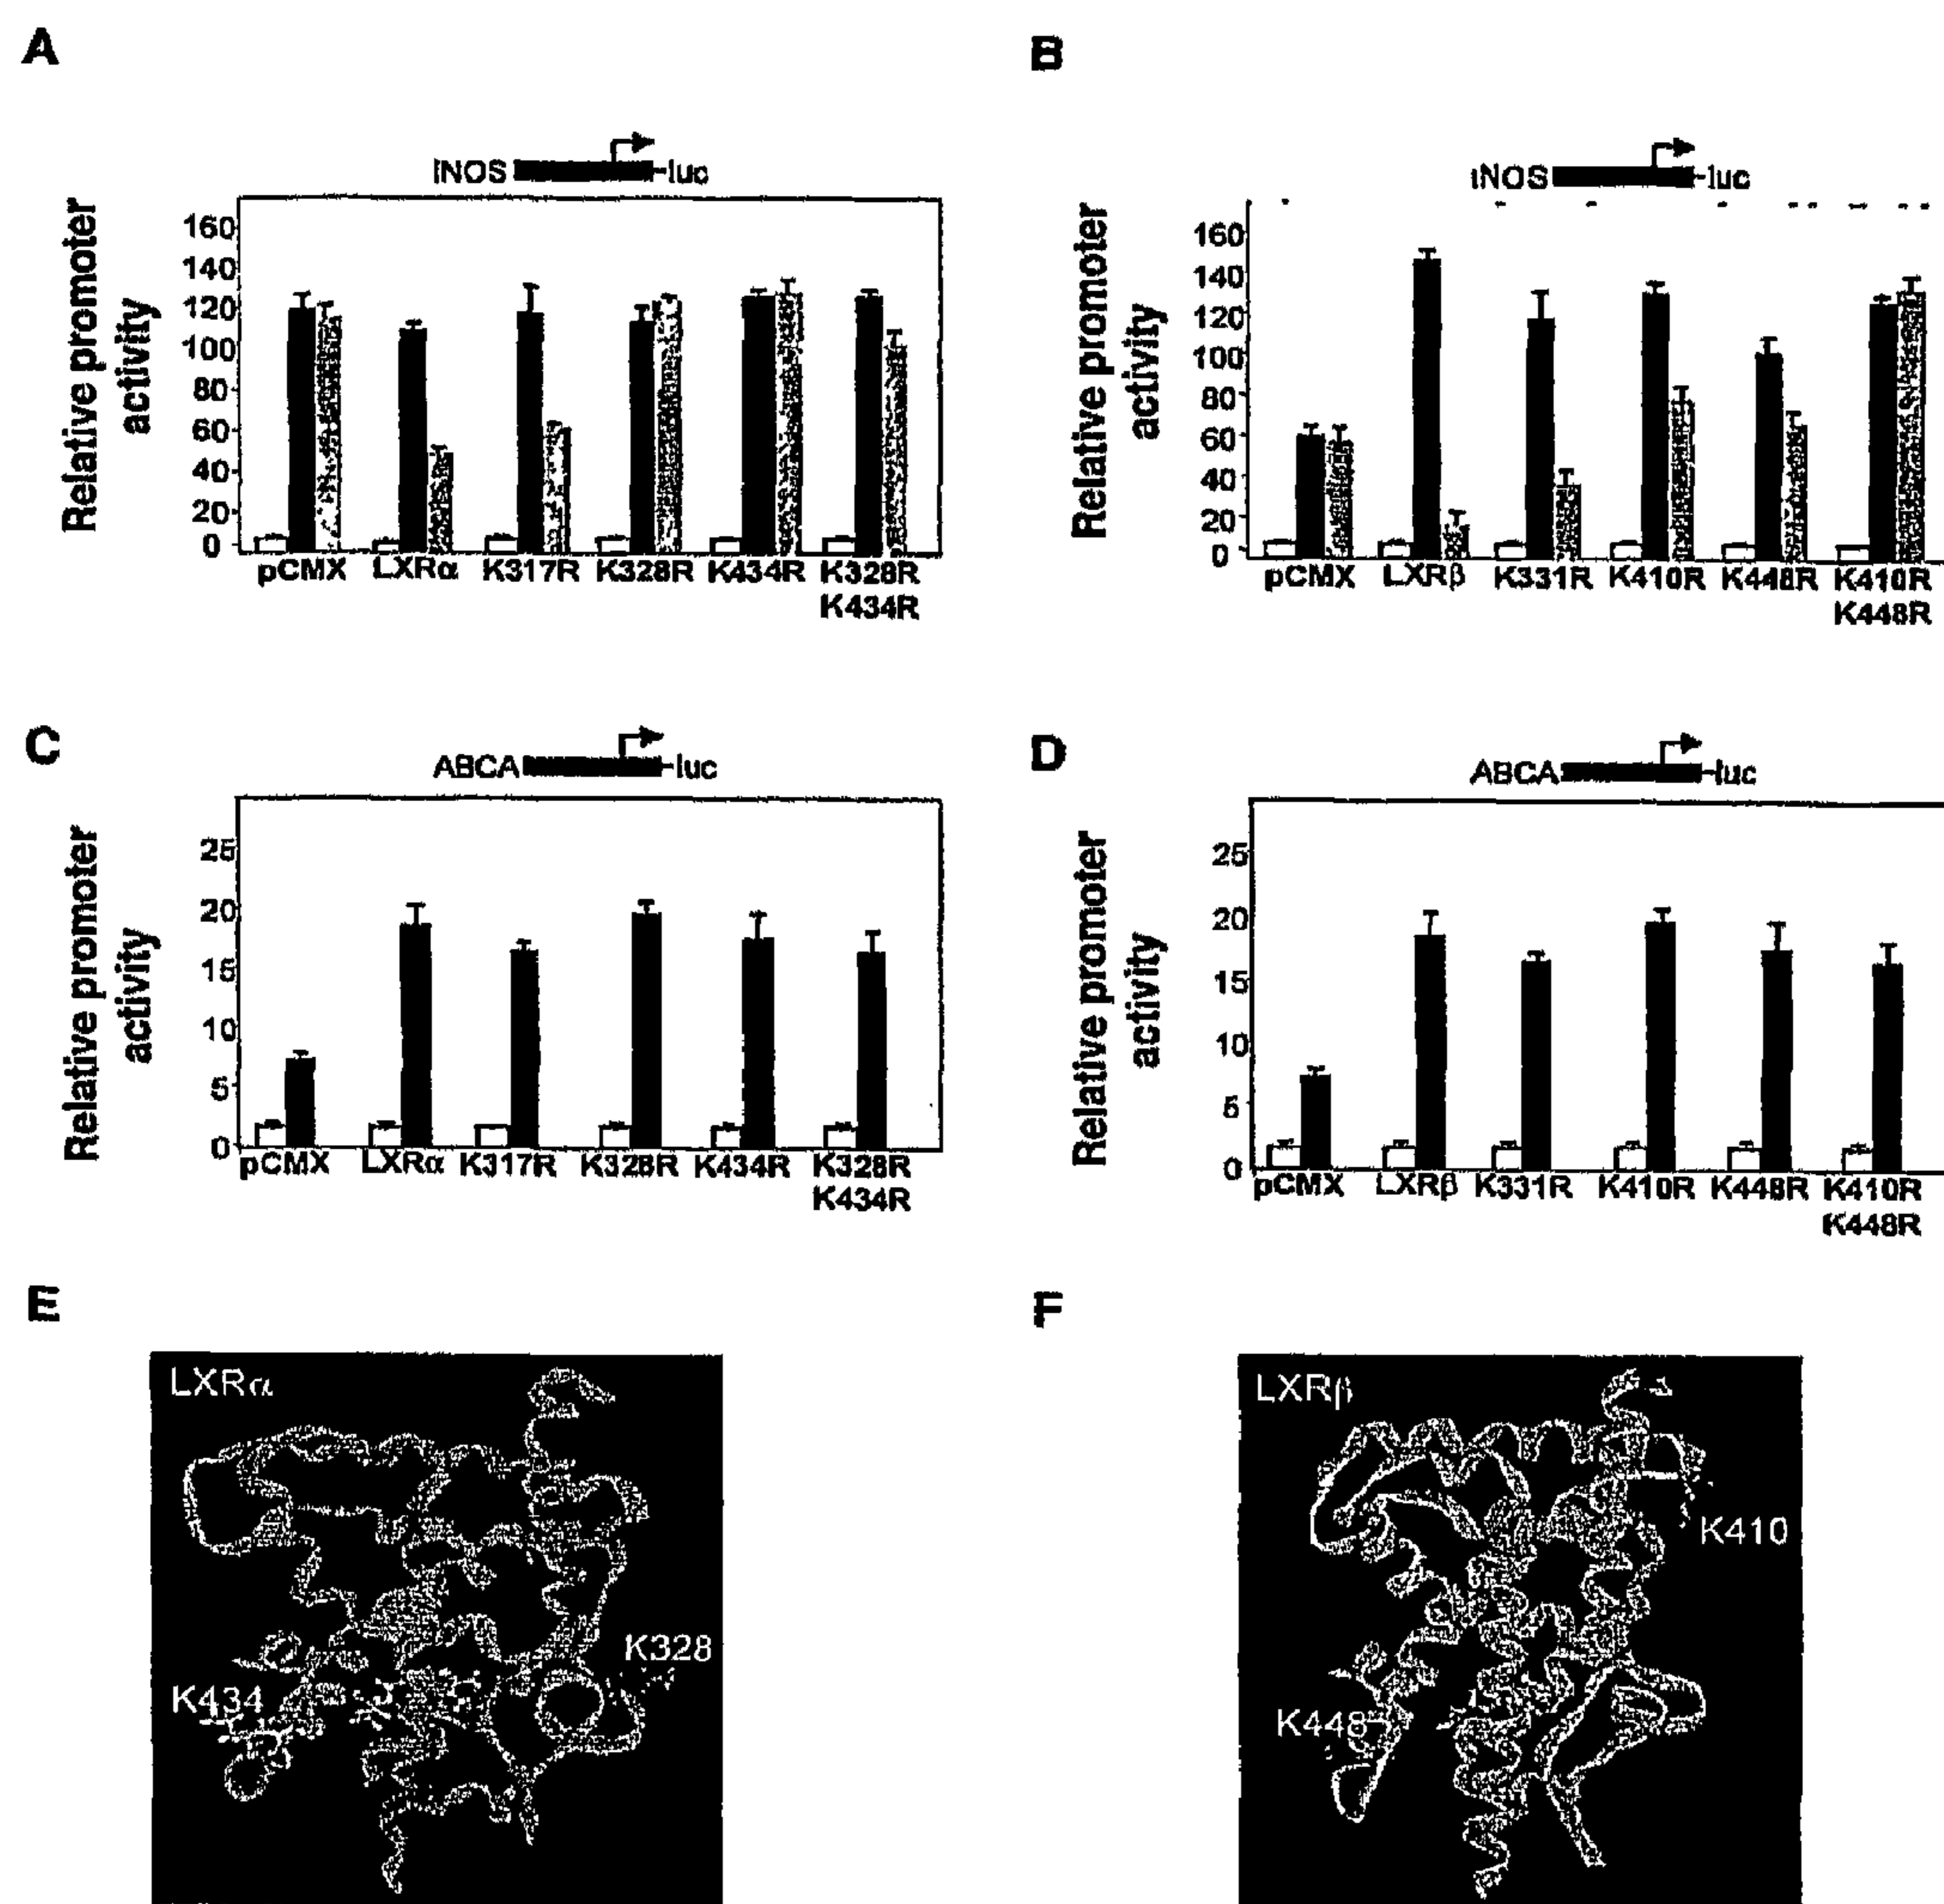 A
iNOS -luc
Relative promoter
activity
160
140
120
100
80
60
40
20
0
pCMX LXRα K317R K328R K434R K328R
K434R
B
iNOS -luc
Relative promoter
activity
160
140
120
100
80
60
40
20
0
pCMX LXRβ K331R K410R K448R K410R
K448R
C
ABCA -luc
Relative promoter
activity
25
20
15
10
5
0
pCMX LXRα K317R K328R K434R K328R
K434R
D
ABCA -luc
Relative promoter
activity
25
20
15
10
5
0
pCMX LXRβ K331R K410R K448R K410R
K448R
E
LXRα
K328
K434
F
LXRβ
K410
K448